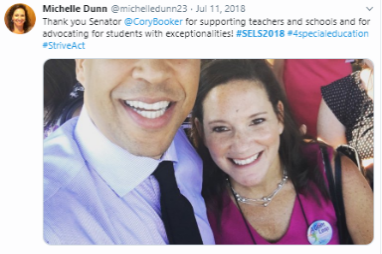 Michelle Dunn @michelledunn23 · Jul 11, 2018
Thank you Senator @CoryBooker for supporting teachers and schools and for
advocating for students with exceptionalities! #SELS2018 #4specialeducation
#StriveAct